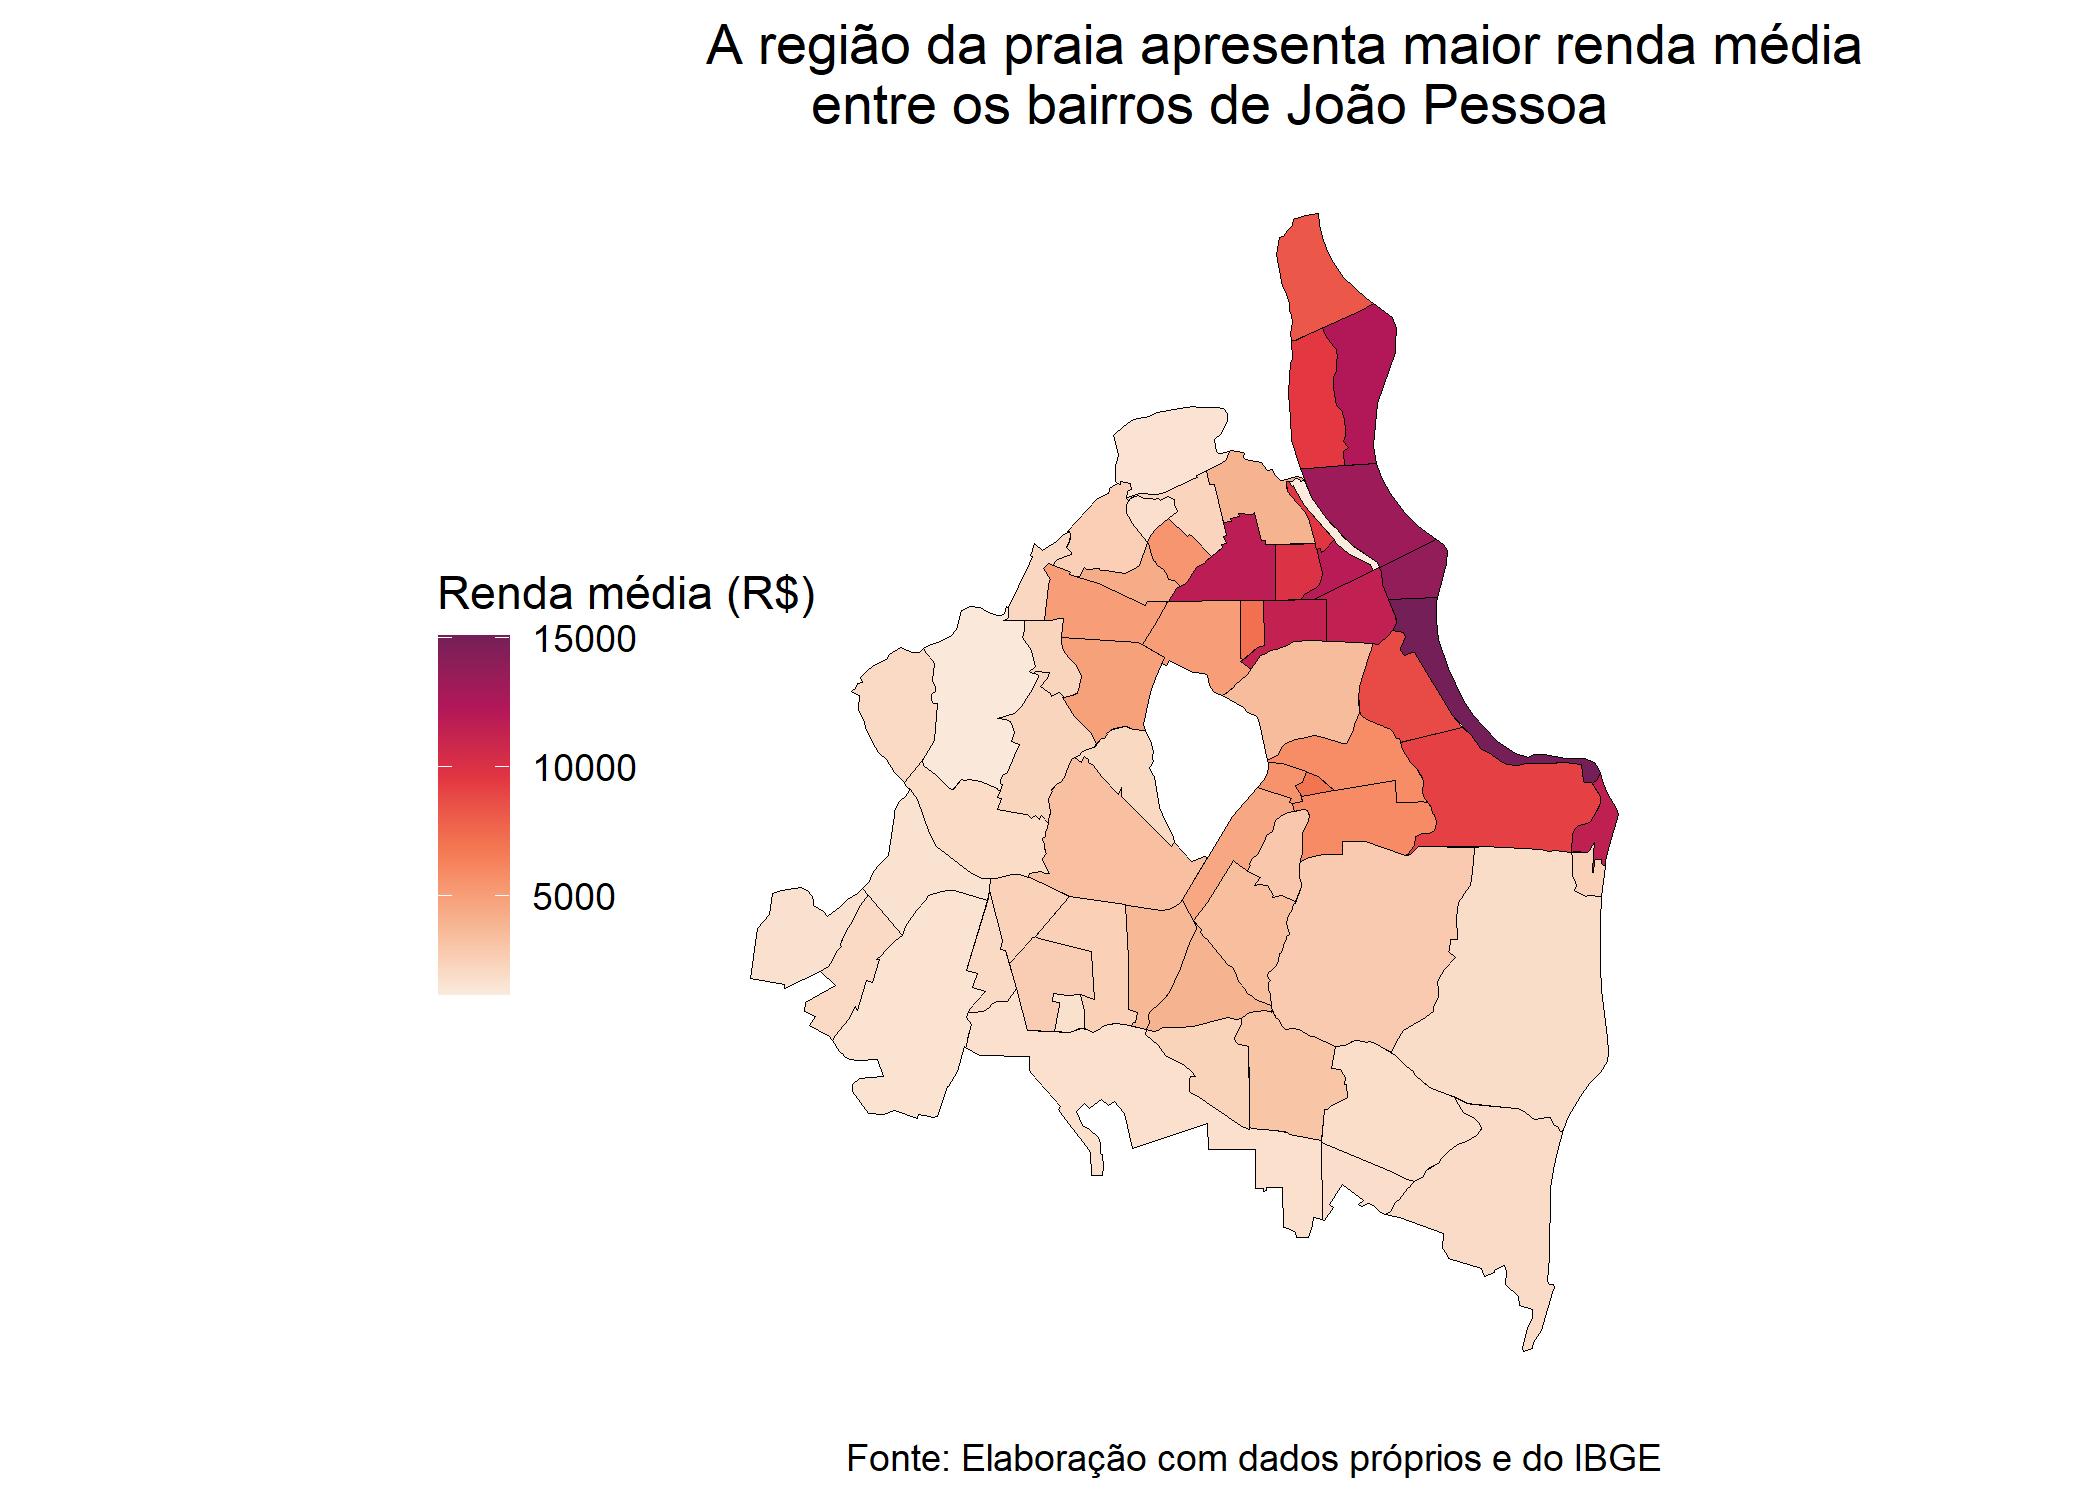 A região da praia apresenta maior renda média
entre os bairros de João Pessoa
Renda média (R$)
15000
10000
5000
Fonte: Elaboração com dados próprios e do IBGE